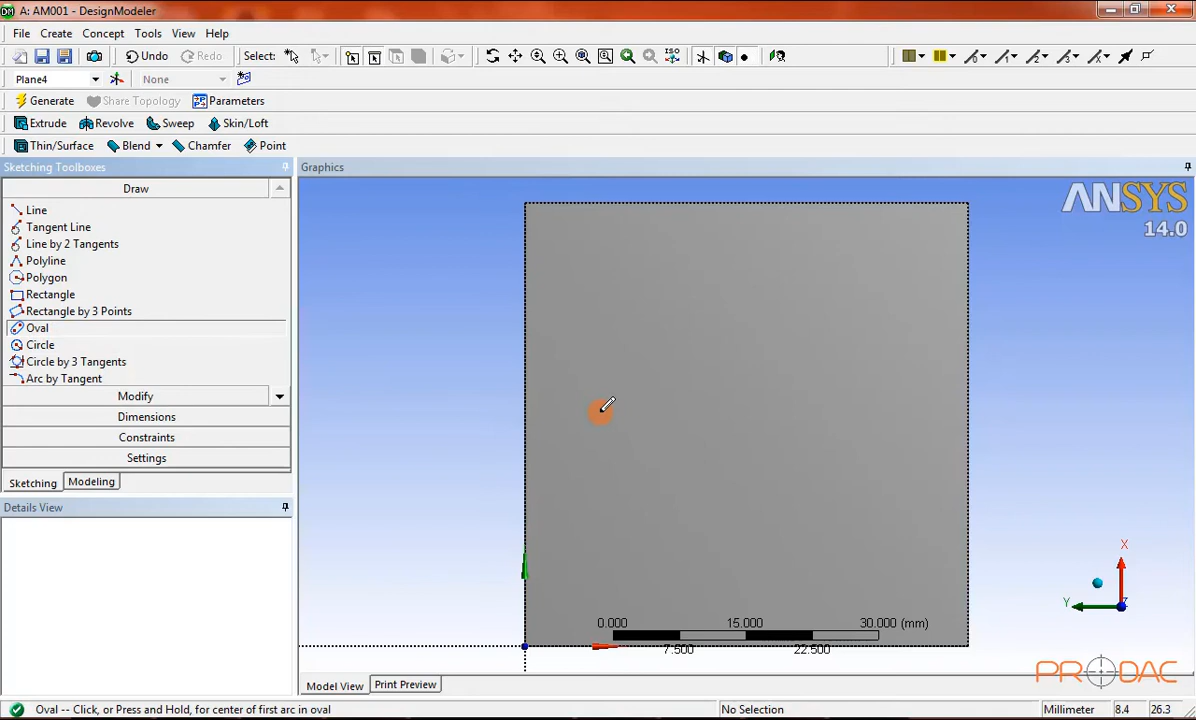 A: AM001 - DesignModeler
File Create Concept Tools View Help
Undo Redo Select:
Plane4 None
Generate Share Topology Parameters
Extrude Revolve Sweep Skin/Loft
Thin/Surface Blend Chamfer Point
Sketching Toolboxes
Draw
Line
Tangent Line
Line by 2 Tangents
Polyline
Polygon
Rectangle
Rectangle by 3 Points
Oval
Circle
Circle by 3 Tangents
Arc by Tangent
Modify
Dimensions
Constraints
Settings
Sketching Modeling
Details View
Graphics
ANSYS
14.0
X
Y
Z
0.000 15.000 30.000 (mm)
7.500 22.500
PRODAC
Model View Print Preview
Oval -- Click, or Press and Hold, for center of first arc in oval No Selection Millimeter 8.4 26.3